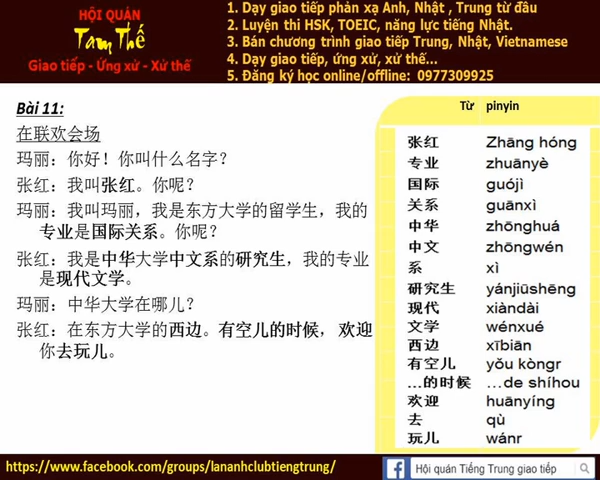 HỘI QUÁN
Tam Thế
Giao tiếp - Ứng xử - Xử thế
1. Dạy giao tiếp phản xạ Anh, Nhật , Trung từ đầu
2. Luyện thi HSK, TOEIC, năng lực tiếng Nhật.
3. Bán chương trình giao tiếp Trung, Nhật, Vietnamese
4. Dạy giao tiếp, ứng xử, xử thế...
5. Đăng ký học online/offline: 0977309925
Bài 11:
在联欢会场
玛丽：你好！你叫什么名字？
张红：我叫张红。你呢？
玛丽：我叫玛丽，我是东方大学的留学生，我的
专业是国际关系。你呢？
张红：我是中华大学中文系的研究生，我的专业
是现代文学。
玛丽：中华大学在哪儿？
张红：在东方大学的西边。有空儿的时候，欢迎
你去玩儿。
Từ pinyin
张红 Zhāng hóng
专业 zhuānyè
国际 guójì
关系 guānxì
中华 zhōnghuá
中文 zhōngwén
系 xì
研究生 yánjiūshēng
现代 xiàndài
文学 wénxué
西边 xībiān
有空儿 yǒu kòngr
…的时候 …de shíhou
欢迎 huānyíng
去 qù
玩儿 wánr
https://www.facebook.com/groups/lananhclubtiengtrung/
f Hội quán Tiếng Trung giao tiếp